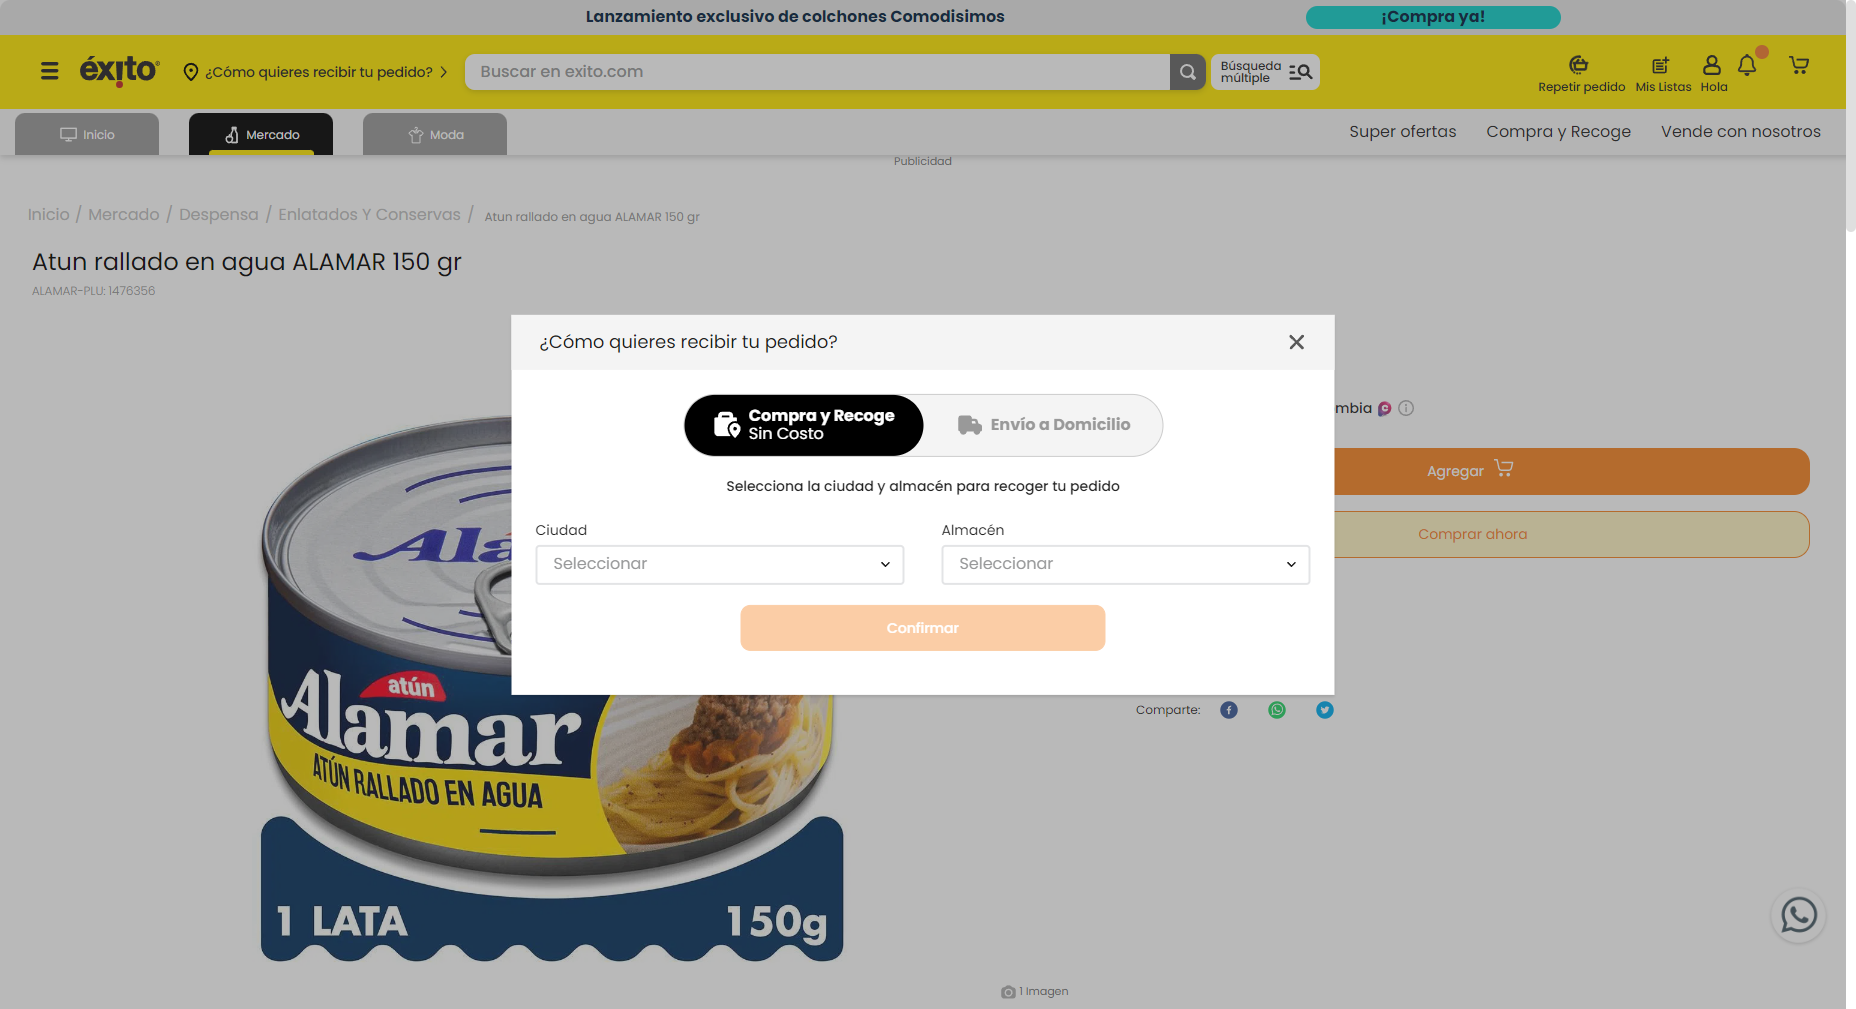 Lanzamiento exclusivo de colchones Comodisimos
¡Compra ya!
éxito
¿Cómo quieres recibir tu pedido?
Buscar en exito.com
Búsqueda
múltiple
Repetir pedido
Mis Listas
Hola
Inicio
Mercado
Moda
Super ofertas
Compra y Recoge
Vende con nosotros
Publicidad
Inicio / Mercado / Despensa / Enlatados Y Conservas / Atun rallado en agua ALAMAR 150 gr
Atun rallado en agua ALAMAR 150 gr
ALAMAR-PLU: 1476356
¿Cómo quieres recibir tu pedido?
Compra y Recoge
Sin Costo
Envío a Domicilio
Selecciona la ciudad y almacén para recoger tu pedido
Ciudad
Almacén
Seleccionar
Seleccionar
Confirmar
Agregar
Comprar ahora
Comparte:
atún
Alamar
ATÚN RALLADO EN AGUA
1 LATA
150g
1 Imagen